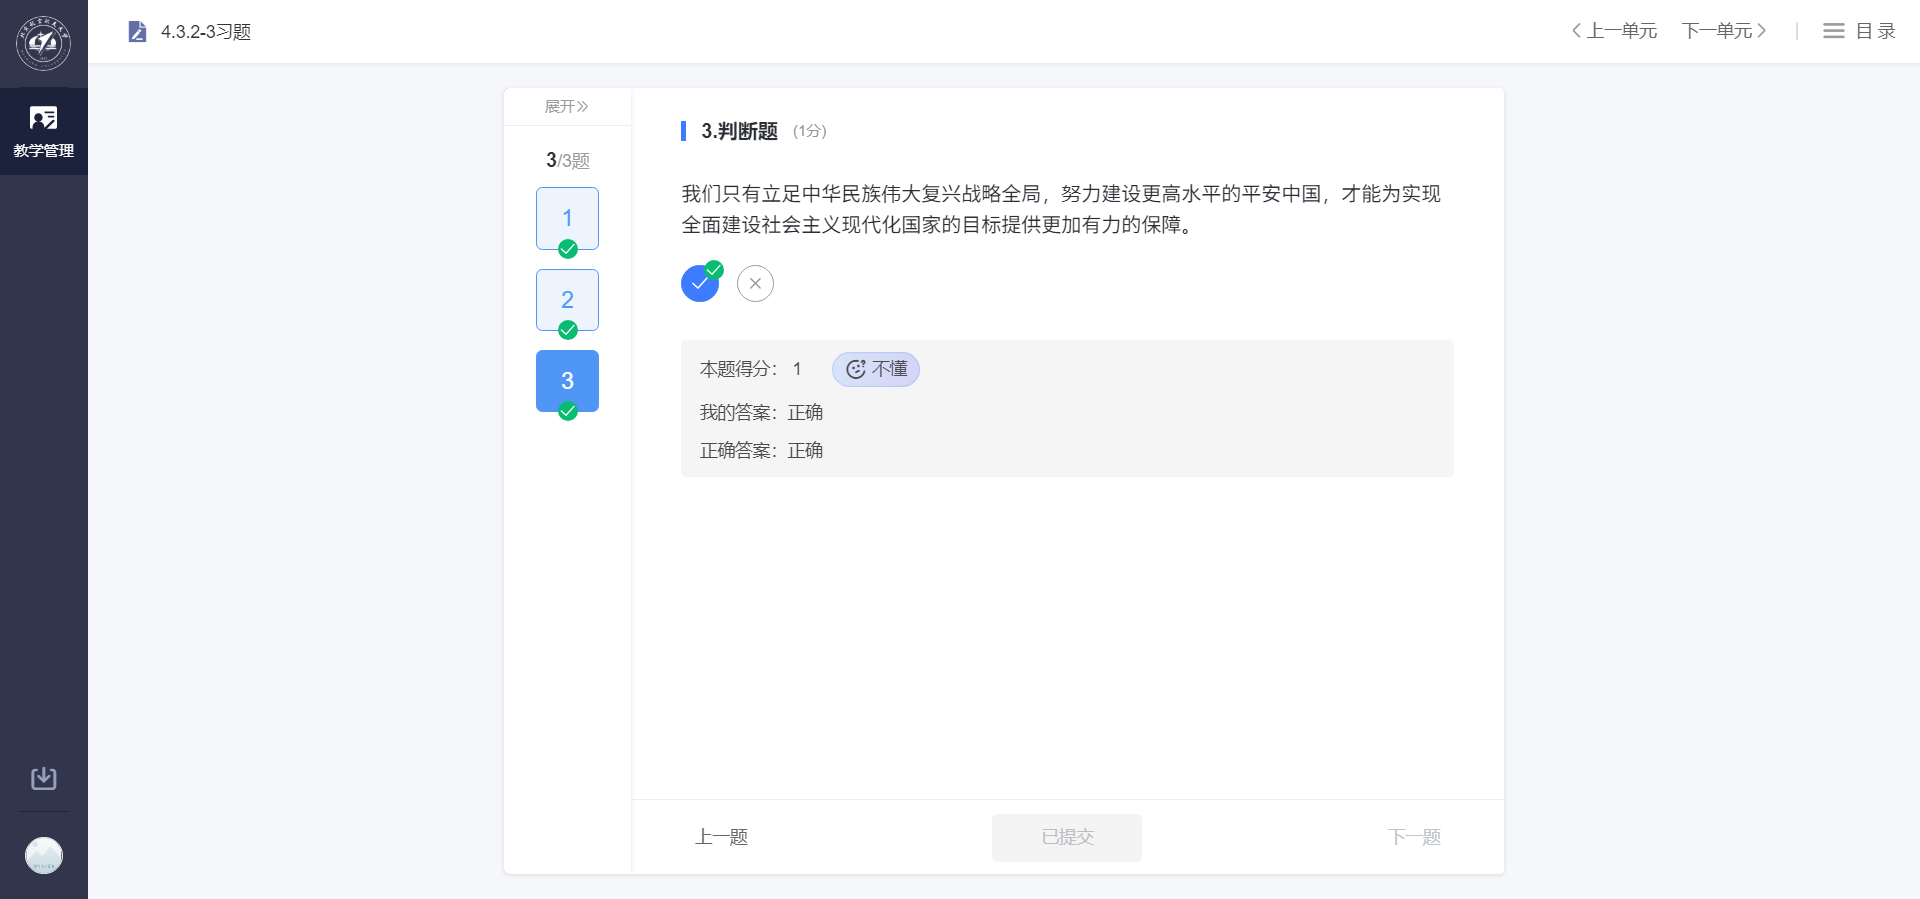 4.3.2-3习题
上一单元 下一单元 | 目录
教学管理
展开
3/3题
1
2
3
3.判断题 (1分)
我们只有立足中华民族伟大复兴战略全局，努力建设更高水平的平安中国，才能为实现
全面建设社会主义现代化国家的目标提供更加有力的保障。
本题得分： 1 不懂
我的答案：正确
正确答案：正确
上一题 已提交 下一题